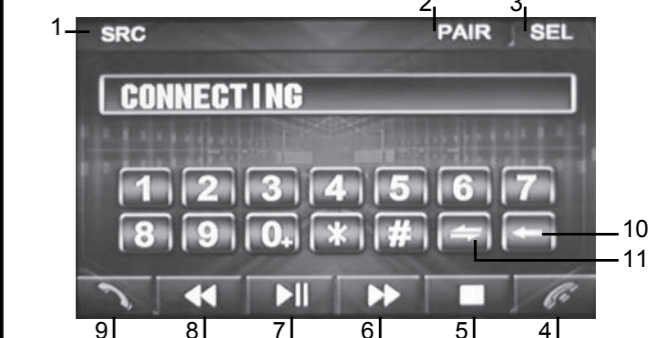 2 3
1 SRC PAIR SEL
CONNECTING
1 2 3 4 5 6 7
8 9 0+ * # 10
11
9 8 7 6 5 4